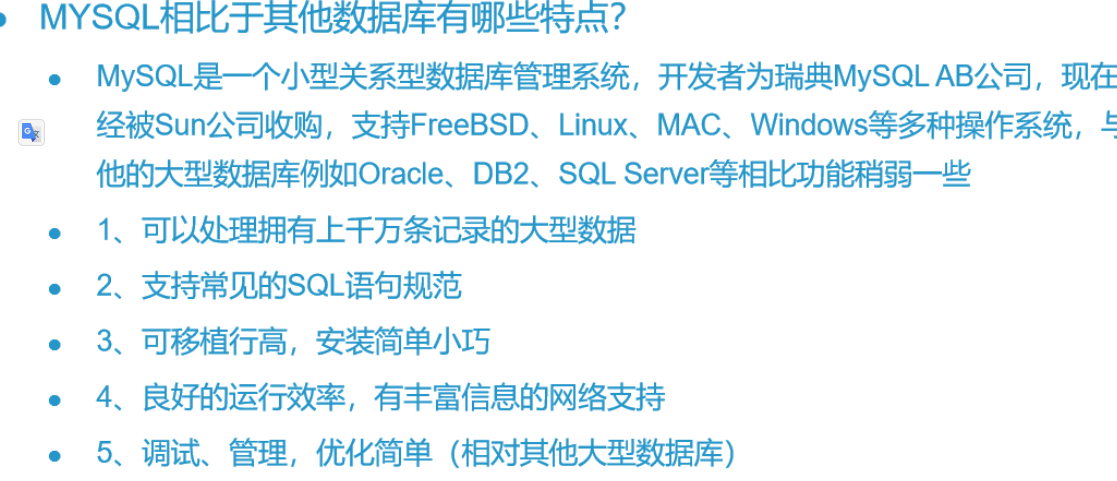 MYSQL相比于其他数据库有哪些特点？
MySQL是一个小型关系型数据库管理系统，开发者为瑞典MySQL AB公司，现在
经被Sun公司收购，支持FreeBSD、Linux、MAC、Windows等多种操作系统，与
他的大型数据库例如Oracle、DB2、SQL Server等相比功能稍弱一些
1、可以处理拥有上千万条记录的大型数据
2、支持常见的SQL语句规范
3、可移植行高，安装简单小巧
4、良好的运行效率，有丰富信息的网络支持
5、调试、管理，优化简单（相对其他大型数据库）